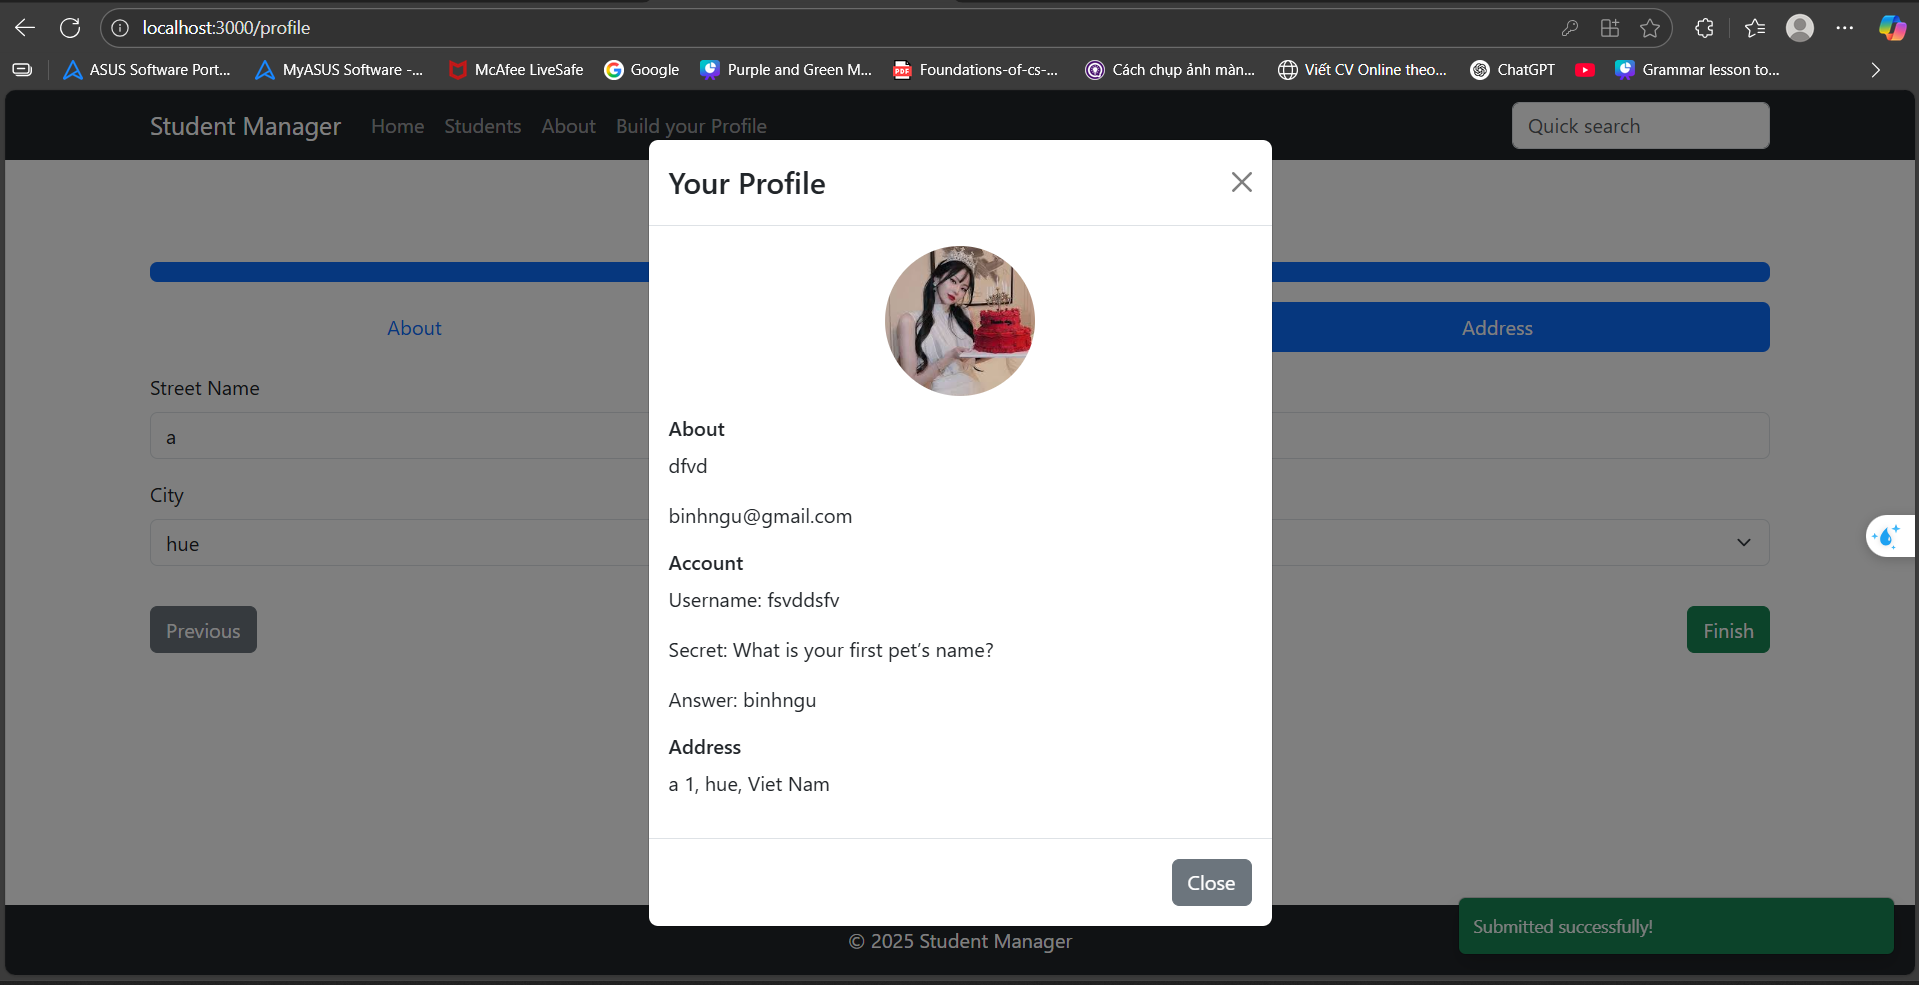 localhost:3000/profile
ASUS Software Port...
MyASUS Software -...
McAfee LiveSafe
Google
Purple and Green M...
PDF
Foundations-of-cs-...
Cách chụp ảnh màn...
Viết CV Online theo...
ChatGPT
Grammar lesson to...
Student Manager
Home
Students
About
Build your Profile
Quick search
Your Profile
About
Address
Street Name
a
City
hue
Previous
Finish
About
dfvd
binhngu@gmail.com
Account
Username: fsvddsfv
Secret: What is your first pet’s name?
Answer: binhngu
Address
a 1, hue, Viet Nam
Close
Submitted successfully!
© 2025 Student Manager